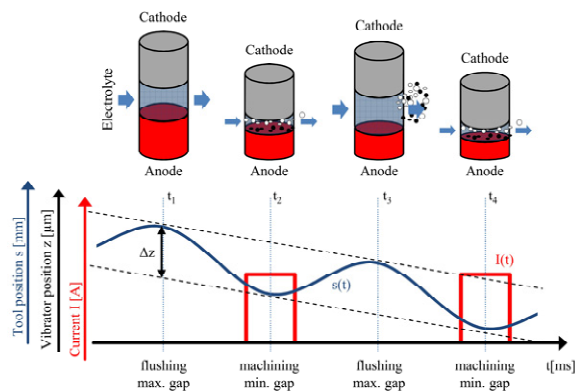 Cathode
Cathode
Cathode
Cathode
Electrolyte
Anode
Anode
Anode
Anode
t1
t2
t3
t4
Tool position s [mm]
Vibrator position z [µm]
Current I [A]
Δz
s(t)
I(t)
flushing
max. gap
machining
min. gap
flushing
max. gap
machining
min. gap
t[ms]